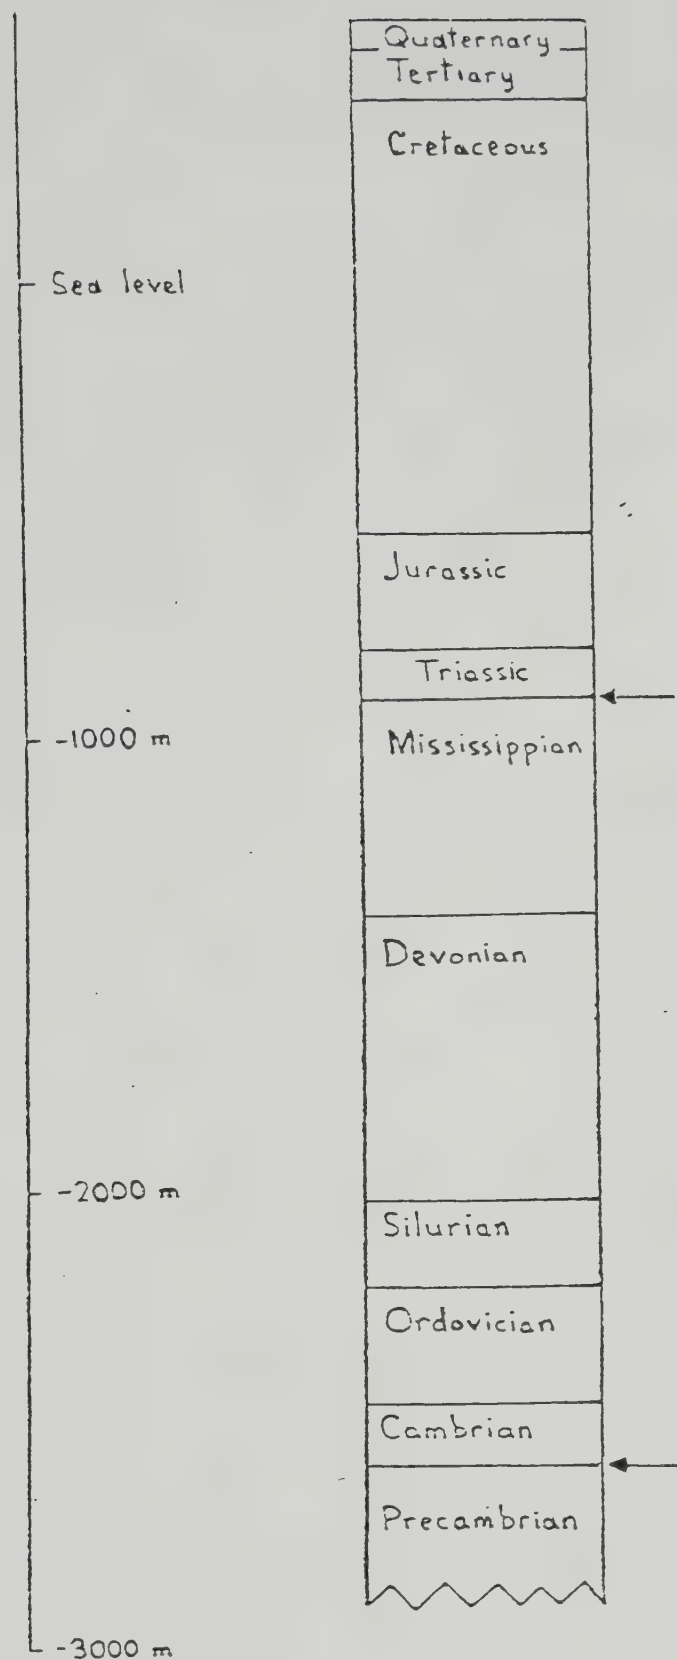 Quaternary
Tertiary
Cretaceous
Sea level
Jurassic
Triassic
-1000 m
Mississippian
Devonian
-2000 m
Silurian
Ordovician
Cambrian
Precambrian
-3000 m